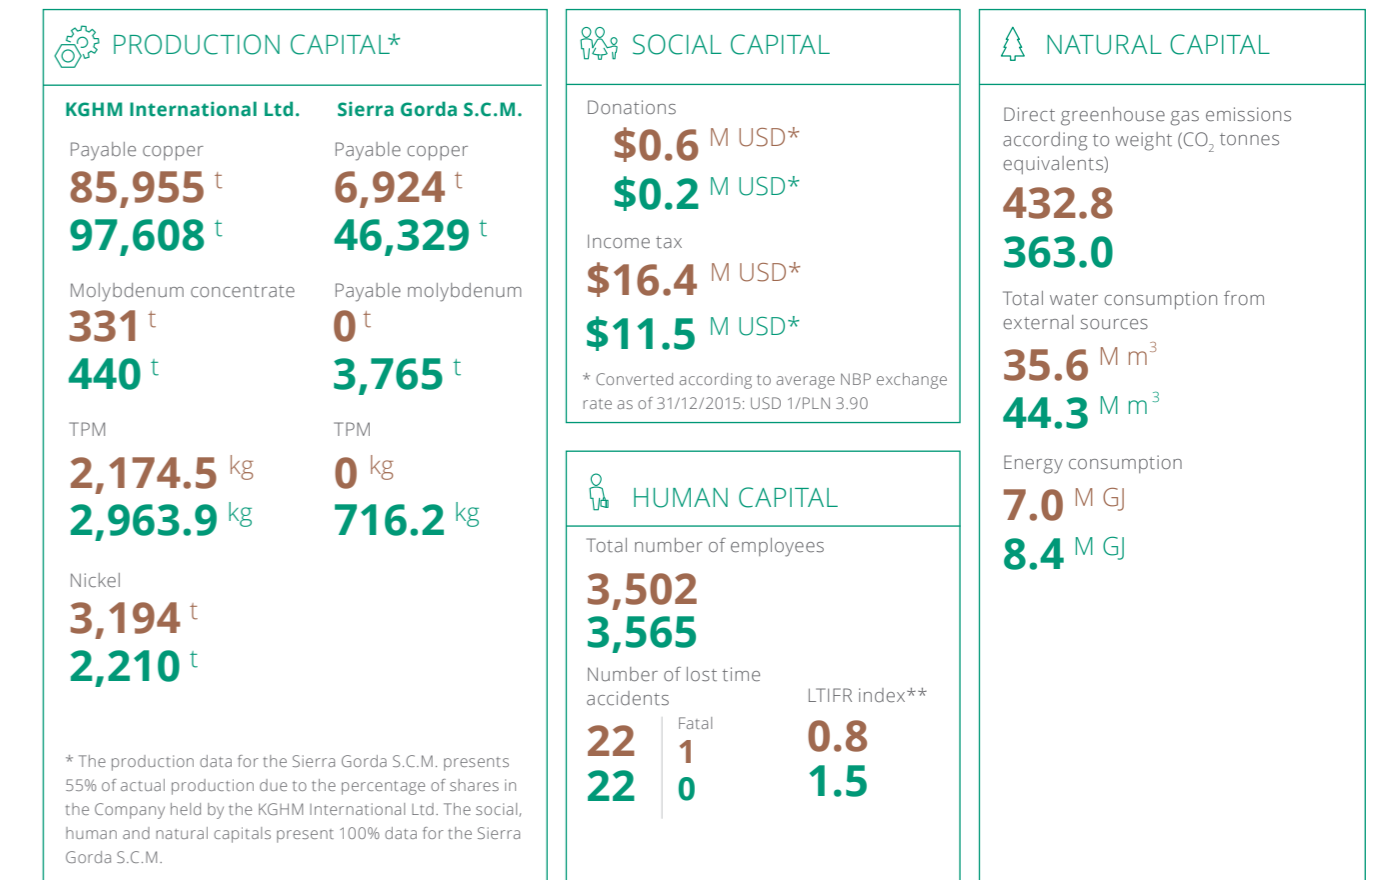 PRODUCTION CAPITAL*
KGHM International Ltd.
Payable copper
85,955 t
97,608 t
Molybdenum concentrate
331 t
440 t
TPM
2,174.5 kg
2,963.9 kg
Nickel
3,194 t
2,210 t
Sierra Gorda S.C.M.
Payable copper
6,924 t
46,329 t
Payable molybdenum
0 t
3,765 t
TPM
0 kg
716.2 kg
* The production data for the Sierra Gorda S.C.M. presents
55% of actual production due to the percentage of shares in
the Company held by the KGHM International Ltd. The social,
human and natural capitals present 100% data for the Sierra
Gorda S.C.M.
SOCIAL CAPITAL
Donations
$0.6 M USD*
$0.2 M USD*
Income tax
$16.4 M USD*
$11.5 M USD*
* Converted according to average NBP exchange
rate as of 31/12/2015: USD 1/PLN 3.90
HUMAN CAPITAL
Total number of employees
3,502
3,565
Number of lost time
accidents
22
22
Fatal
1
0
LTIFR index**
0.8
1.5
NATURAL CAPITAL
Direct greenhouse gas emissions
according to weight (CO₂ tonnes
equivalents)
432.8
363.0
Total water consumption from
external sources
35.6 M m³
44.3 M m³
Energy consumption
7.0 M GJ
8.4 M GJ